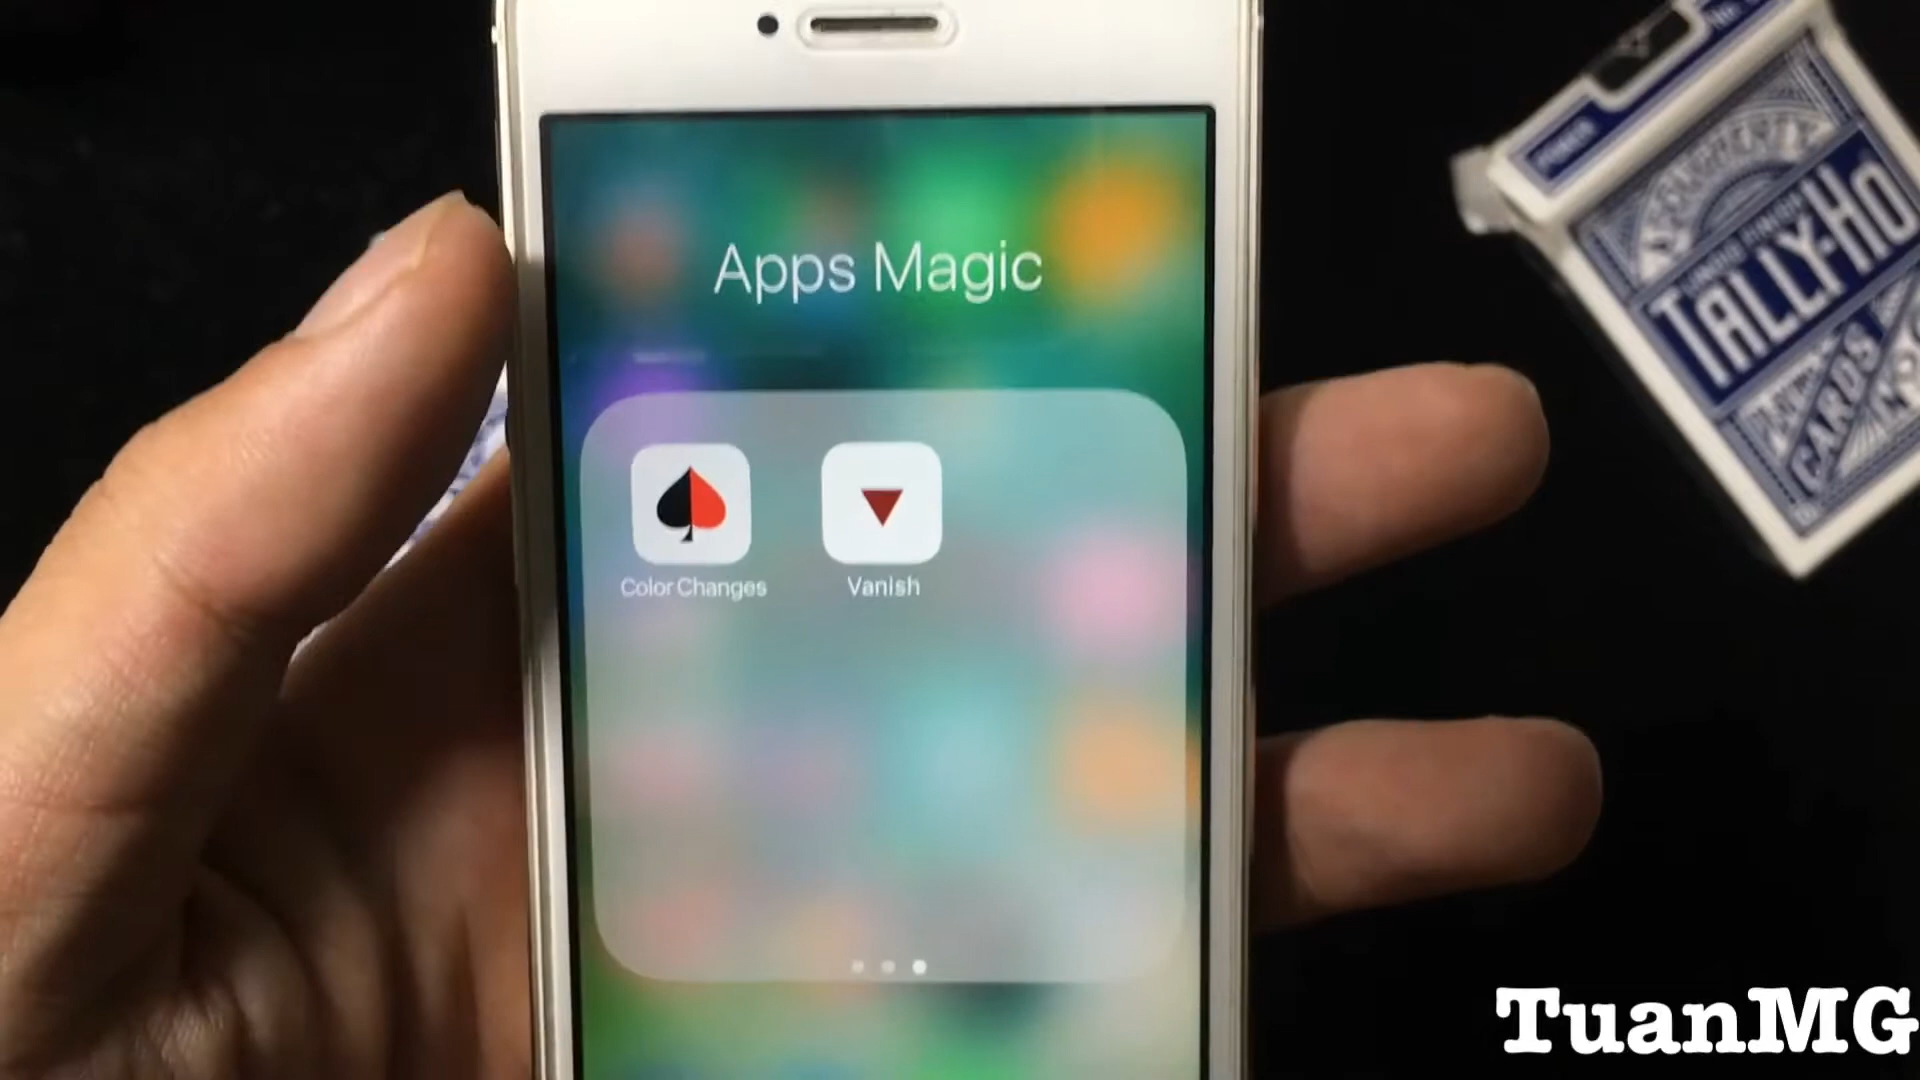 Apps Magic
Color Changes
Vanish
TALLY-HO
CARDS
TuanMG